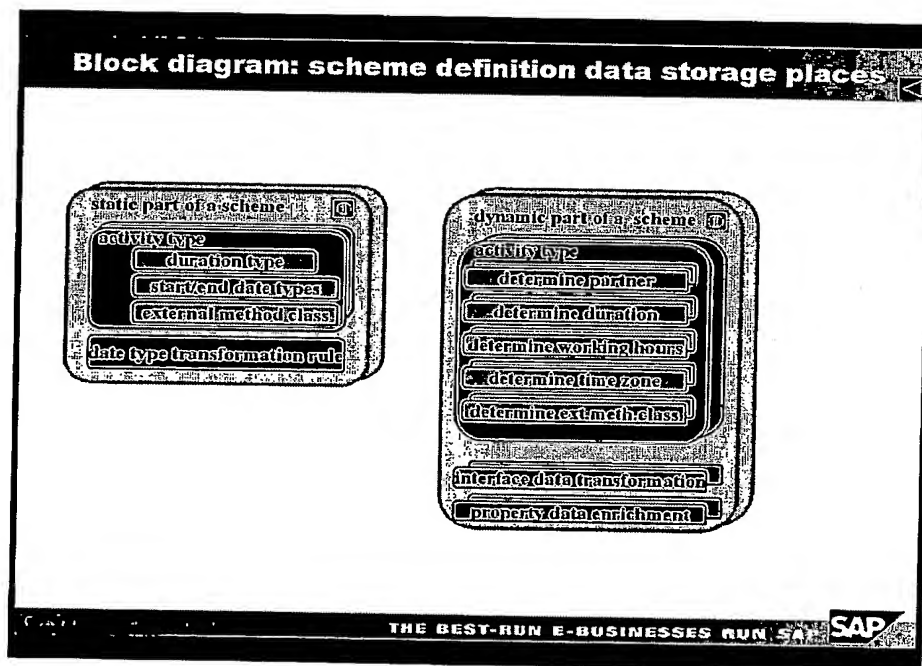 Block diagram: scheme definition data storage places
static part of a scheme
activity type
duration type
start/end date types
external method class
date type transformation rule
dynamic part of a scheme
activity type
determine partner
determine duration
determine working hours
determine time zone
determine ext.meth.class
interface data transformation
property data enrichment
THE BEST-RUN E-BUSINESSES RUN SAP
SAP